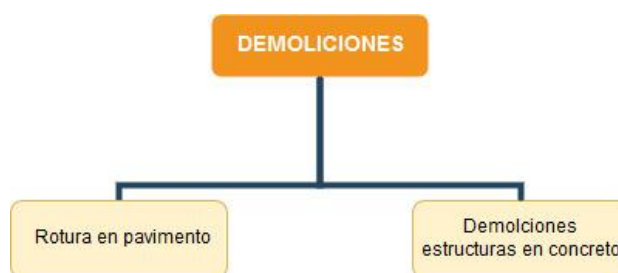 DEMOLICIONES
Rotura en pavimento
Demolciones
estructuras en concreto